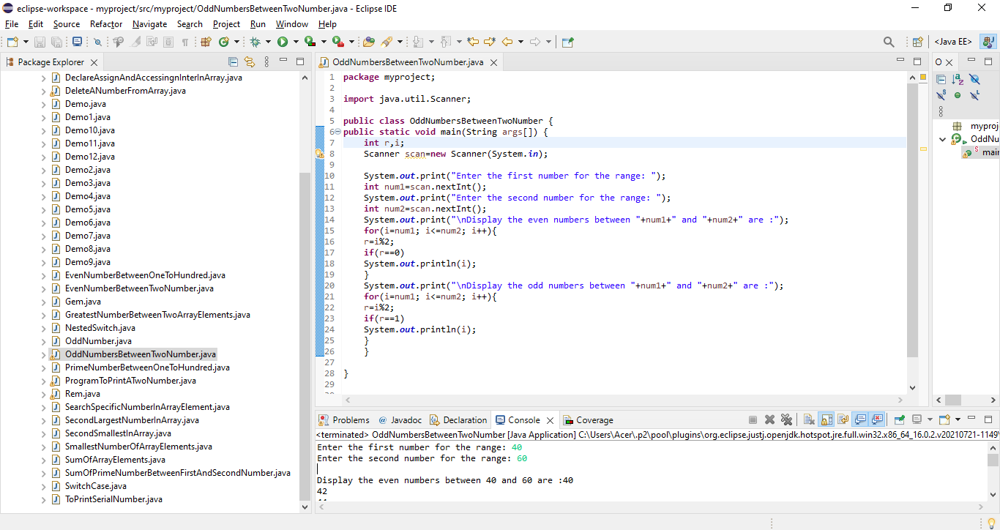 eclipse-workspace - myproject/src/myproject/OddNumbersBetweenTwoNumber.java - Eclipse IDE
File Edit Source Refactor Navigate Search Project Run Window Help
<Java EE>
Package Explorer
DeclareAssignAndAccessingnInterInArray.java
DeleteANumberFromArray.java
Demo.java
Demo1.java
Demo10.java
Demo11.java
Demo12.java
Demo2.java
Demo3.java
Demo4.java
Demo5.java
Demo6.java
Demo7.java
Demo8.java
Demo9.java
EvenNumberBetweenOneToHundred.java
EvenNumberBetweenTwoNumber.java
Gem.java
GreatestNumberBetweenTwoArrayElements.java
NestedSwitch.java
OddNumber.java
OddNumbersBetweenTwoNumber.java
PrimeNumberBetweenOneToHundred.java
ProgramToPrintATwoNumber.java
Rem.java
SearchSpecificNumberInArrayElement.java
SecondLargestNumberInArray.java
SecondSmallestInArray.java
SmallestNumberOfArrayElements.java
SumOfArrayElements.java
SumOfPrimeNumberBetweenFirstAndSecondNumber.java
SwitchCase.java
ToPrintSerialNumber.java
OddNumbersBetweenTwoNumber.java
1 package myproject;
2
3 import java.util.Scanner;
4
5 public class OddNumbersBetweenTwoNumber {
6 public static void main(String args[]) {
7 int r,i;
8 Scanner scan=new Scanner(System.in);
9
10 System.out.print("Enter the first number for the range: ");
11 int num1=scan.nextInt();
12 System.out.print("Enter the second number for the range: ");
13 int num2=scan.nextInt();
14 System.out.print("\nDisplay the even numbers between "+num1+" and "+num2+" are :");
15 for(i=num1; i<=num2; i++){
16 r=i%2;
17 if(r==0)
18 System.out.println(i);
19 }
20 System.out.print("\nDisplay the odd numbers between "+num1+" and "+num2+" are :");
21 for(i=num1; i<=num2; i++){
22 r=i%2;
23 if(r==1)
24 System.out.println(i);
25 }
26 }
27
28 }
29
O
myproj
OddNu
main
Problems Javadoc Declaration Console Coverage
<terminated> OddNumbersBetweenTwoNumber [Java Application] C:\Users\Acer\.p2\pool\plugins\org.eclipse.justj.openjdk.hotspot.jre.full.win32.x86_64_16.0.2.v20210721-1149\
Enter the first number for the range: 40
Enter the second number for the range: 60
Display the even numbers between 40 and 60 are :40
42